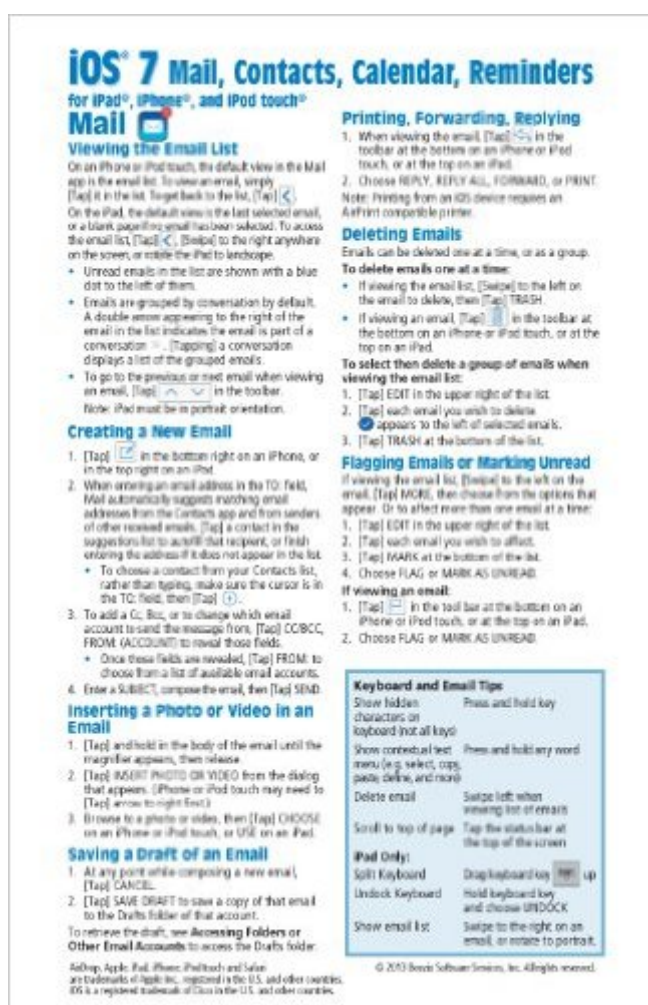 iOS® 7 Mail, Contacts, Calendar, Reminders
for iPad®, iPhone®, and iPod touch®
Mail
Viewing the Email List
On an iPhone or iPod touch, the default view in the Mail
app is the email list. To view an email, simply
[Tap] it in the list. To get back to the list, [Tap] <.
On the iPad, the default view is the last selected email,
or a blank page if no email has been selected. To access
the email list, [Tap] <, [Swipe] to the right anywhere
on the screen, or rotate the iPad to landscape.
• Unread emails in the list are shown with a blue
dot to the left of them.
• Emails are grouped by conversation by default.
A double arrow appearing to the right of the
email in the list indicates the email is part of a
conversation. [Tapping] a conversation
displays a list of the grouped emails.
• To go to the previous or next email when viewing
an email, [Tap] in the toolbar.
Note: iPad must be in portrait orientation.
Creating a New Email
1. [Tap] in the bottom right on an iPhone, or
in the top right on an iPad.
2. When entering an email address in the TO: field,
Mail automatically suggests matching email
addresses from the Contacts app and from senders
of other received emails. [Tap] a contact in the
suggestions list to autofill that recipient, or finish
entering the address if it does not appear in the list.
• To choose a contact from your Contacts list,
rather than typing, make sure the cursor is in
the TO: field, then [Tap] +.
3. To add a Cc, Bcc, or to change which email
account to send the message from, [Tap] CC/BCC,
FROM: (ACCOUNT) to reveal those fields.
• Once those fields are revealed, [Tap] FROM: to
choose from a list of available email accounts.
4. Enter a SUBJECT, compose the email, then [Tap] SEND.
Inserting a Photo or Video in an
Email
1. [Tap] and hold in the body of the email until the
magnifier appears, then release.
2. [Tap] INSERT PHOTO OR VIDEO from the dialog
that appears. (iPhone or iPod touch may need to
[Tap] arrow to right first.)
3. Browse to a photo or video, then [Tap] CHOOSE
on an iPhone or iPod touch, or USE on an iPad.
Saving a Draft of an Email
1. At any point while composing a new email,
[Tap] CANCEL.
2. [Tap] SAVE DRAFT to save a copy of that email
to the Drafts folder of that account.
To retrieve the draft, see Accessing Folders or
Other Email Accounts to access the Drafts folder.
AirDrop, Apple, iPad, iPhone, iPod touch and Safari
are trademarks of Apple Inc., registered in the U.S. and other countries.
IOS is a registered trademark of Cisco in the U.S. and other countries.
Printing, Forwarding, Replying
1. When viewing the email, [Tap] in the
toolbar at the bottom on an iPhone or iPod
touch, or at the top on an iPad.
2. Choose REPLY, REPLY ALL, FORWARD, or PRINT.
Note: Printing from an iOS device requires an
AirPrint compatible printer.
Deleting Emails
Emails can be deleted one at a time, or as a group.
To delete emails one at a time:
• If viewing the email list, [Swipe] to the left on
the email to delete, then [Tap] TRASH.
• If viewing an email, [Tap] in the toolbar at
the bottom on an iPhone or iPod touch, or at the
top on an iPad.
To select then delete a group of emails when
viewing the email list:
1. [Tap] EDIT in the upper right of the list.
2. [Tap] each email you wish to delete
appears to the left of selected emails.
3. [Tap] TRASH at the bottom of the list.
Flagging Emails or Marking Unread
If viewing the email list, [Swipe] to the left on the
email, [Tap] MORE, then choose from the options that
appear. Or to affect more than one email at a time:
1. [Tap] EDIT in the upper right of the list.
2. [Tap] each email you wish to affect.
3. [Tap] MARK at the bottom of the list.
4. Choose FLAG or MARK AS UNREAD.
If viewing an email:
1. [Tap] in the tool bar at the bottom on an
iPhone or iPod touch, or at the top on an iPad.
2. Choose FLAG or MARK AS UNREAD.
Keyboard and Email Tips
Show hidden characters on keyboard (not all keys) Press and hold key
Show contextual text menu (e.g. select, copy, paste, define, and more) Press and hold any word
Delete email Swipe left when viewing list of emails
Scroll to top of page Tap the status bar at the top of the screen
iPad Only:
Split Keyboard Drag keyboard key up
Undock Keyboard Hold keyboard key and choose UNDOCK
Show email list Swipe to the right on an email, or rotate to portrait.
© 2013 Beezix Software Services, Inc. All rights reserved.